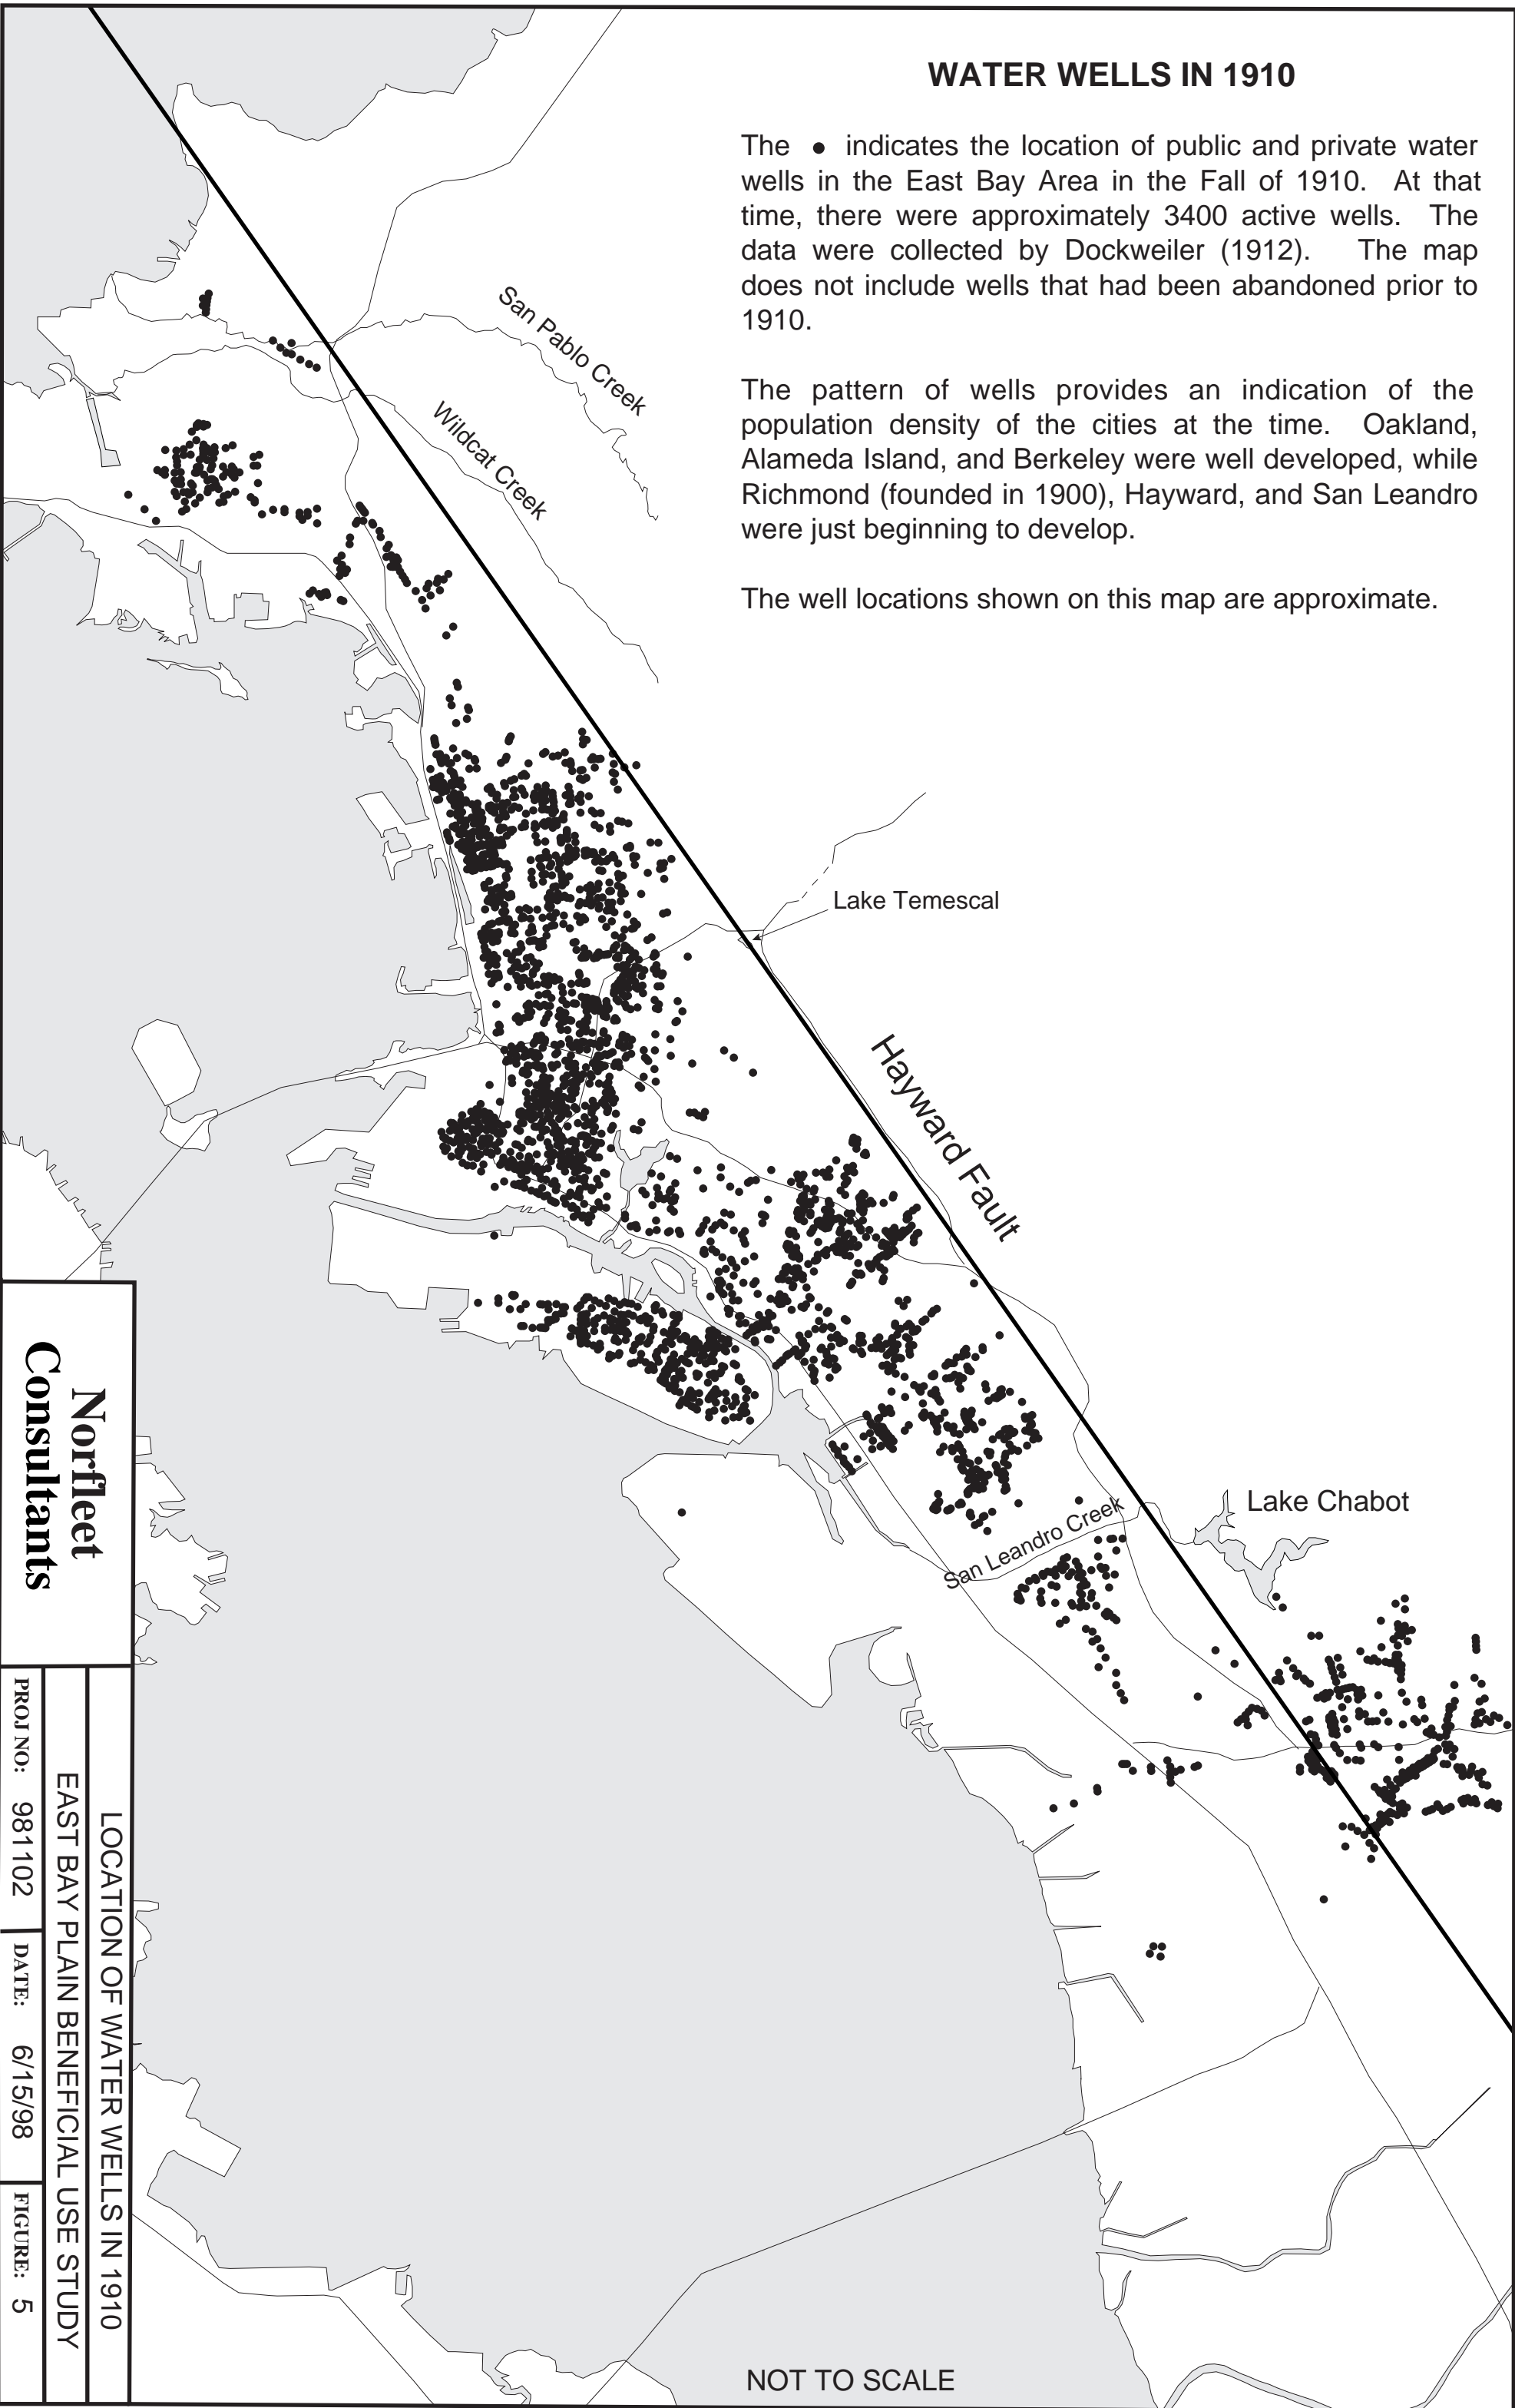 WATER WELLS IN 1910
The ● indicates the location of public and private water
wells in the East Bay Area in the Fall of 1910. At that
time, there were approximately 3400 active wells. The
data were collected by Dockweiler (1912). The map
does not include wells that had been abandoned prior to
1910.
The pattern of wells provides an indication of the
population density of the cities at the time. Oakland,
Alameda Island, and Berkeley were well developed, while
Richmond (founded in 1900), Hayward, and San Leandro
were just beginning to develop.
The well locations shown on this map are approximate.
San Pablo Creek
Wildcat Creek
Lake Temescal
Hayward Fault
Lake Chabot
San Leandro Creek
NOT TO SCALE
Norfleet
Consultants
LOCATION OF WATER WELLS IN 1910
EAST BAY PLAIN BENEFICIAL USE STUDY
PROJ NO: 981102 DATE: 6/15/98 FIGURE: 5